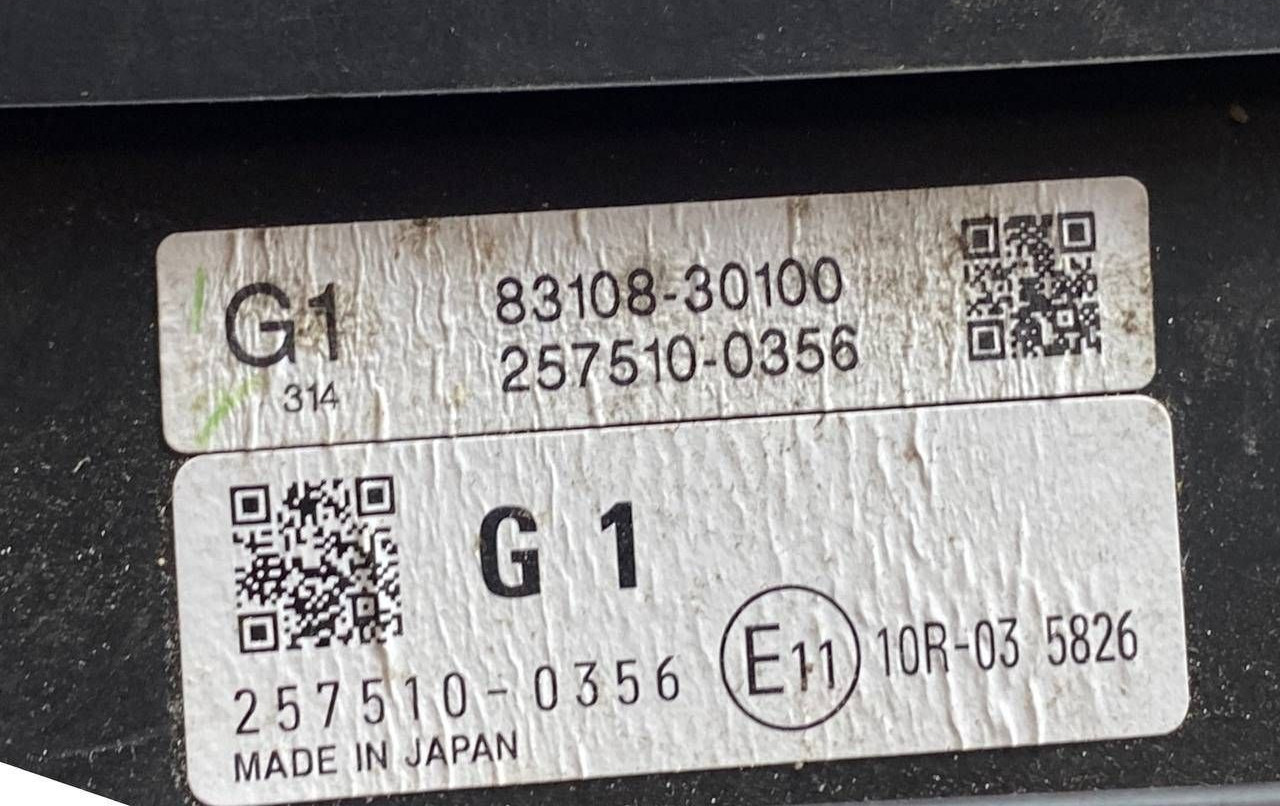 G1
314
83108-30100
257510-0356
G 1
257510-0356
E11 10R-03 5826
MADE IN JAPAN